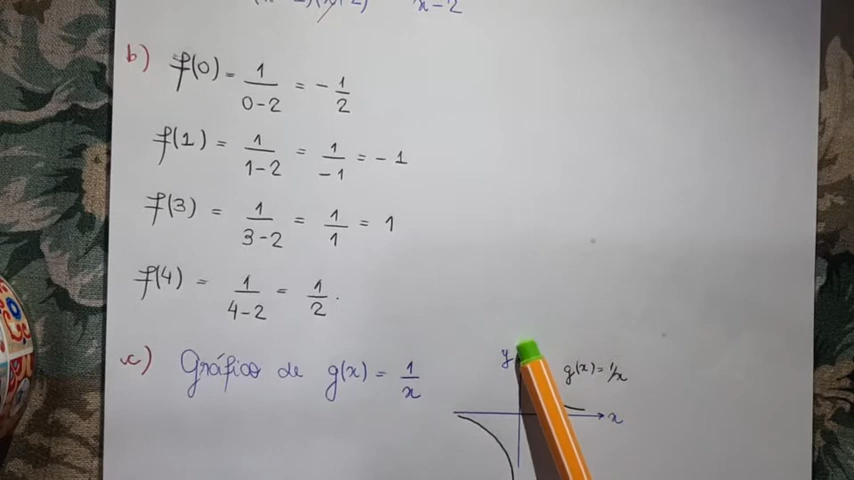 x-2
b) f(0) = 1/(0-2) = -1/2
f(1) = 1/(1-2) = 1/-1 = -1
f(3) = 1/(3-2) = 1/1 = 1
f(4) = 1/(4-2) = 1/2.
c) Gráfico de g(x) = 1/x
y
g(x) = 1/x
x